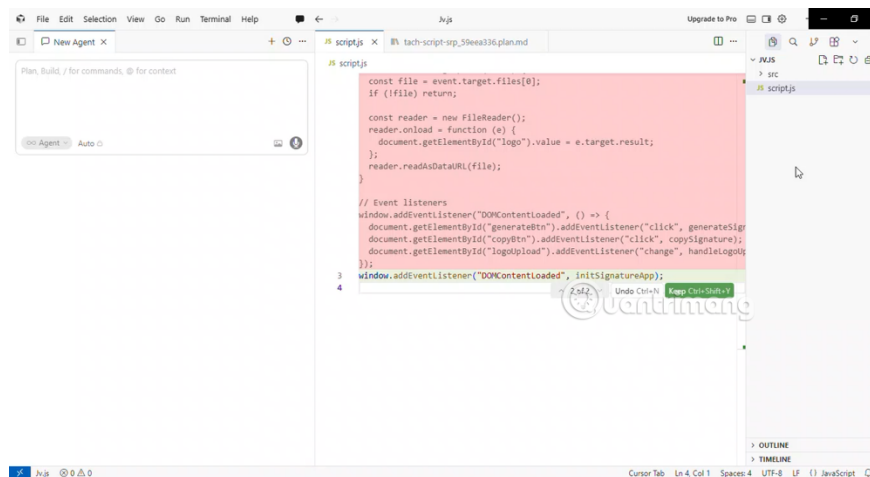 File Edit Selection View Go Run Terminal Help
Jv.js
Upgrade to Pro
New Agent
Plan, Build, / for commands, @ for context
Agent
Auto
JS script.js
tach-script-srp_59eea336.plan.md
JS script.js
const file = event.target.files[0];
if (!file) return;
const reader = new FileReader();
reader.onload = function (e) {
document.getElementById("logo").value = e.target.result;
};
reader.readAsDataURL(file);
}
// Event listeners
window.addEventListener("DOMContentLoaded", () => {
document.getElementById("generateBtn").addEventListener("click", generateSigr
document.getElementById("copyBtn").addEventListener("click", copySignature);
document.getElementById("logoUpload").addEventListener("change", handleLogoUp
});
3 window.addEventListener("DOMContentLoaded", initSignatureApp);
4
2 of 2
Undo Ctrl+N
Keep Ctrl+Shift+Y
Quantrimang
JV.JS
src
JS script.js
OUTLINE
TIMELINE
Jv.js
0 0
Cursor Tab
Ln 4, Col 1
Spaces: 4
UTF-8
LF
{} JavaScript